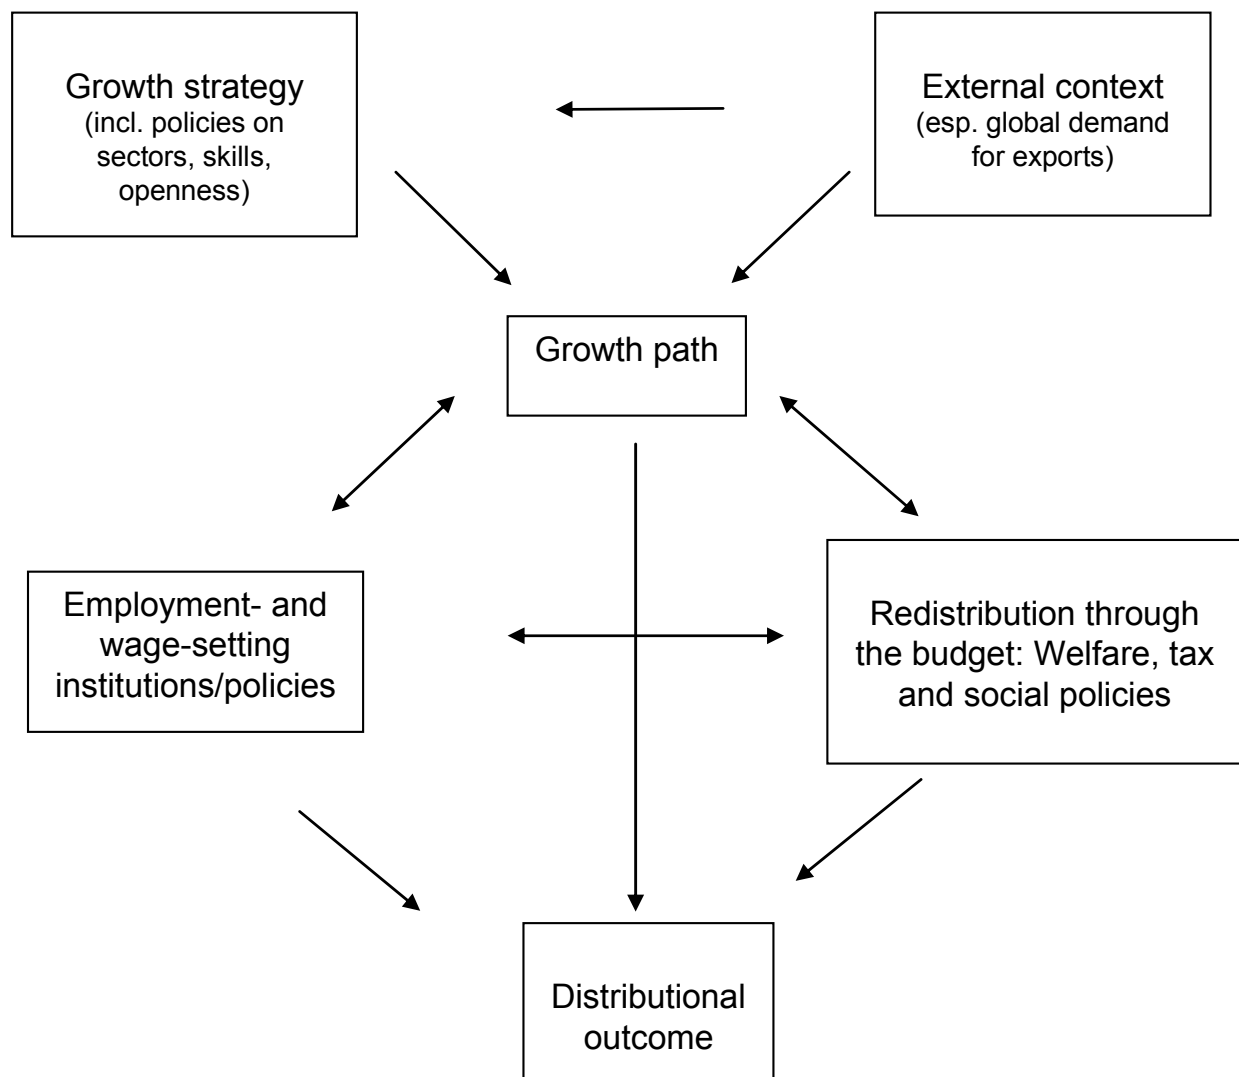 Growth strategy
(incl. policies on
sectors, skills,
openness)
External context
(esp. global demand
for exports)
Growth path
Employment- and
wage-setting
institutions/policies
Redistribution through
the budget: Welfare, tax
and social policies
Distributional
outcome